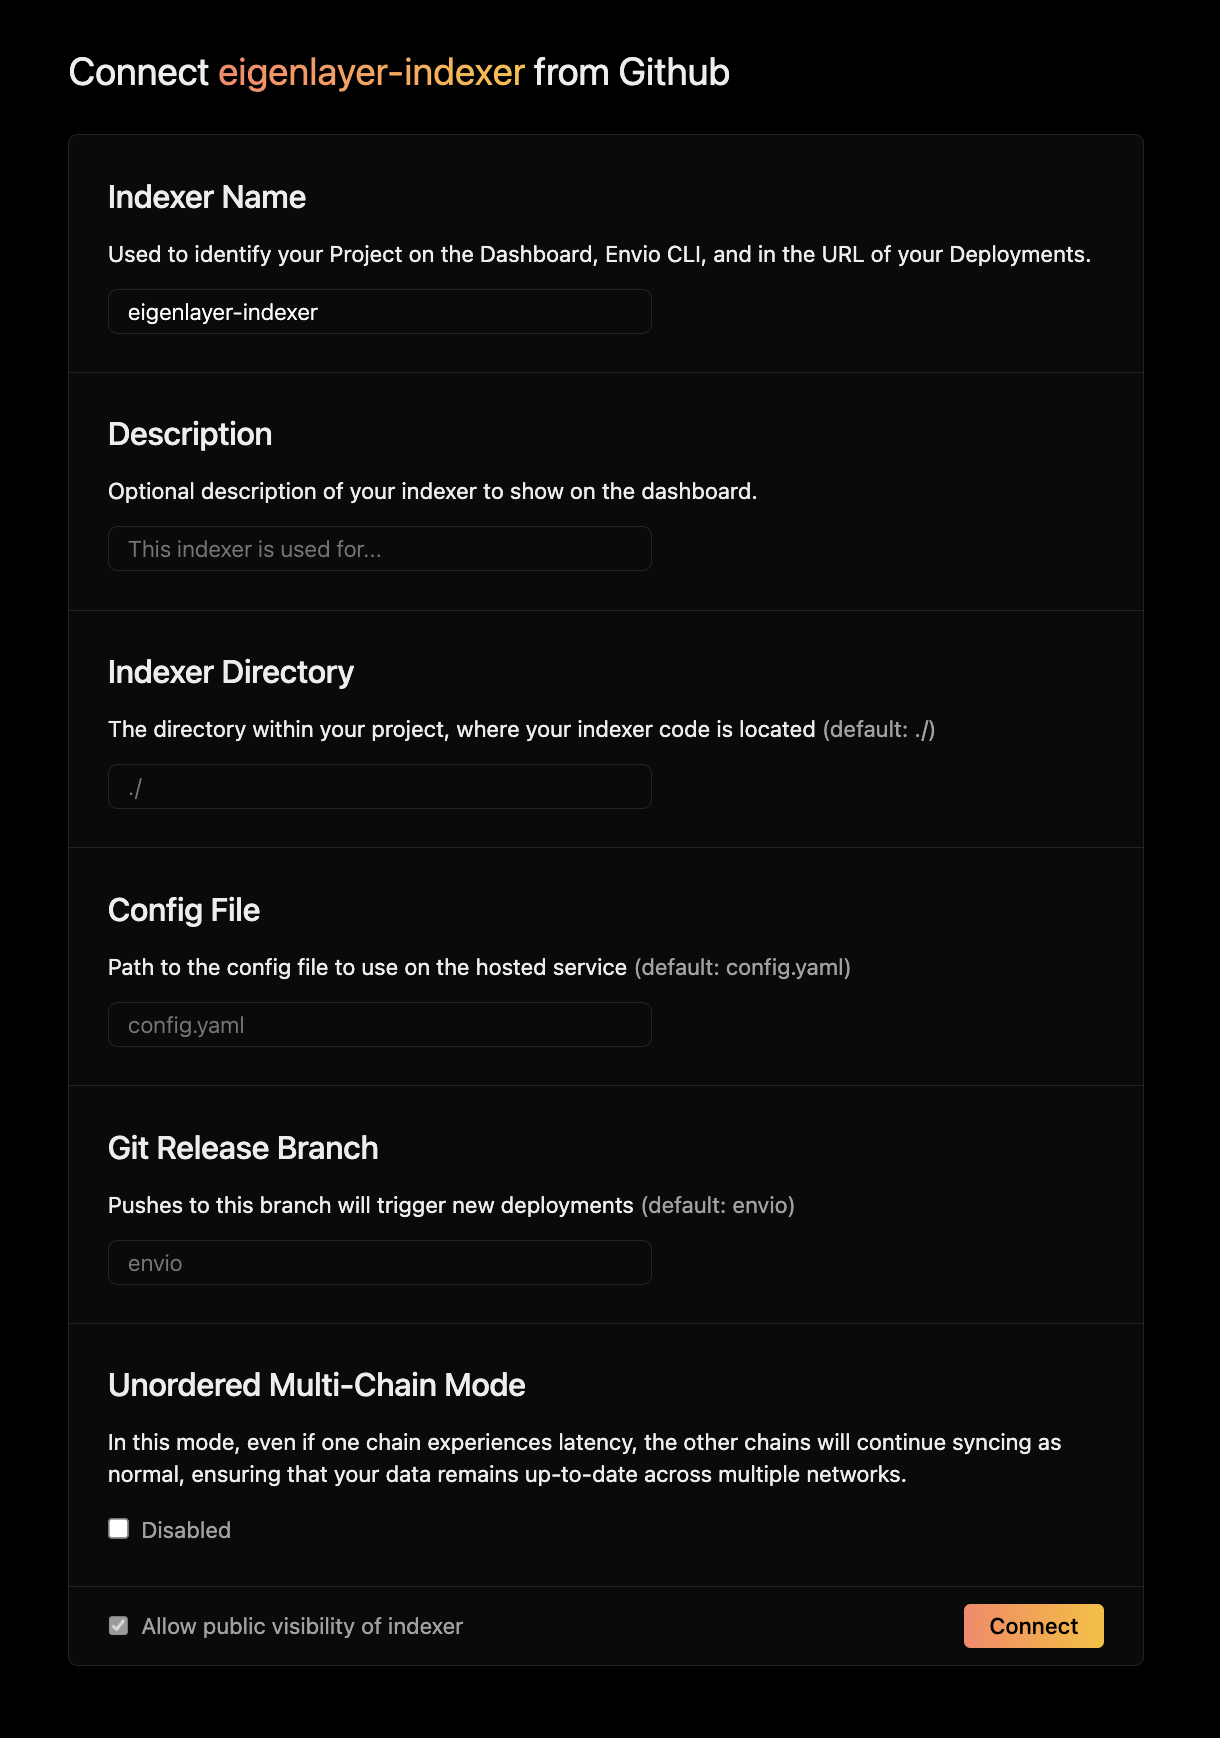 Connect eigenlayer-indexer from Github
Indexer Name
Used to identify your Project on the Dashboard, Envio CLI, and in the URL of your Deployments.
eigenlayer-indexer
Description
Optional description of your indexer to show on the dashboard.
This indexer is used for...
Indexer Directory
The directory within your project, where your indexer code is located (default: ./)
./
Config File
Path to the config file to use on the hosted service (default: config.yaml)
config.yaml
Git Release Branch
Pushes to this branch will trigger new deployments (default: envio)
envio
Unordered Multi-Chain Mode
In this mode, even if one chain experiences latency, the other chains will continue syncing as
normal, ensuring that your data remains up-to-date across multiple networks.
Disabled
Allow public visibility of indexer
Connect